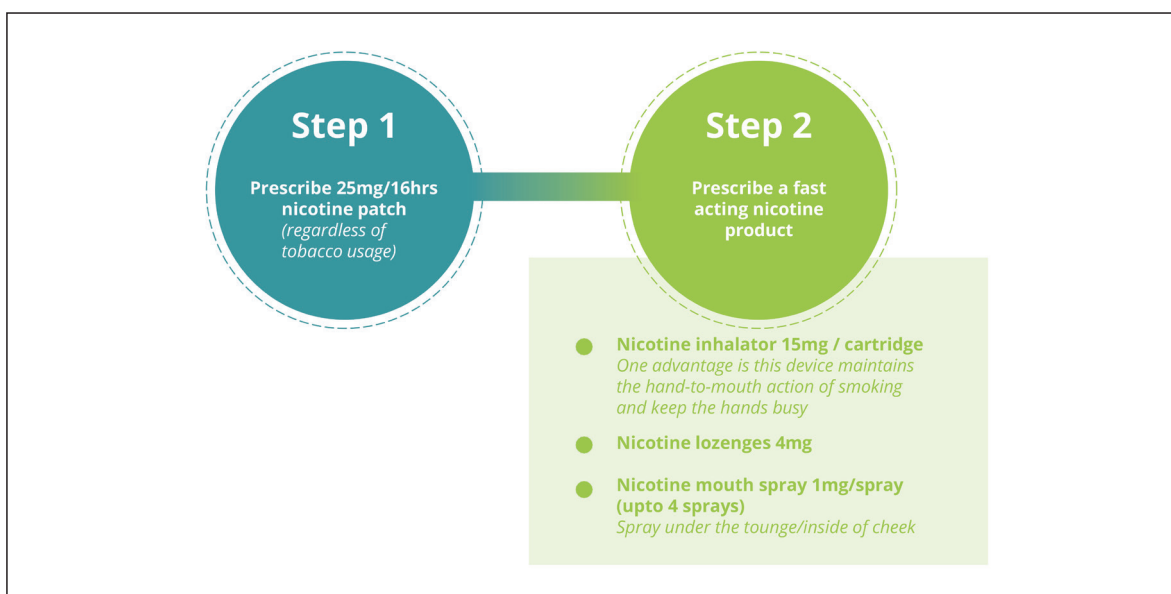 Step 1
Prescribe 25mg/16hrs
nicotine patch
(regardless of
tobacco usage)
Step 2
Prescribe a fast
acting nicotine
product
Nicotine inhalator 15mg / cartridge
One advantage is this device maintains
the hand-to-mouth action of smoking
and keep the hands busy
Nicotine lozenges 4mg
Nicotine mouth spray 1mg/spray
(upto 4 sprays)
Spray under the tounge/inside of cheek